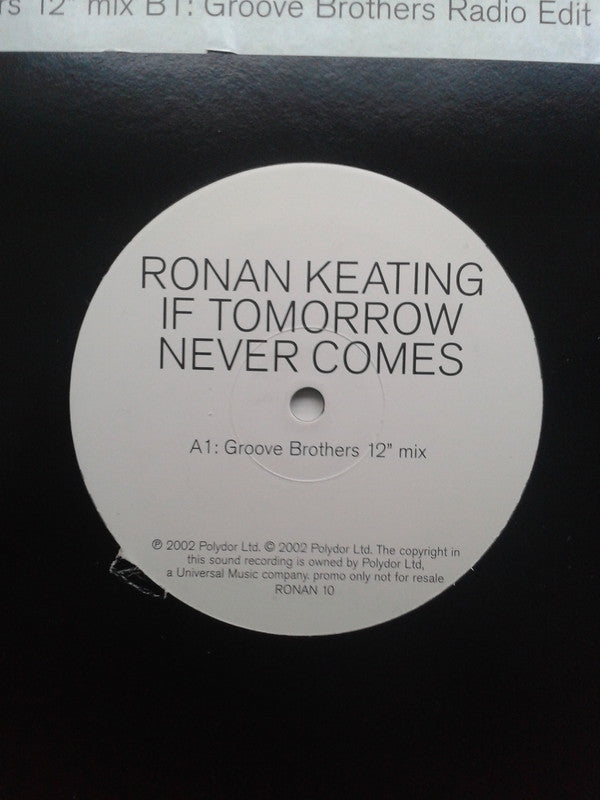 12" mix B1: Groove Brothers Radio Edit
RONAN KEATING
IF TOMORROW
NEVER COMES
A1: Groove Brothers 12" mix
℗ 2002 Polydor Ltd. © 2002 Polydor Ltd. The copyright in
this sound recording is owned by Polydor Ltd,
a Universal Music company. promo only not for resale
RONAN 10